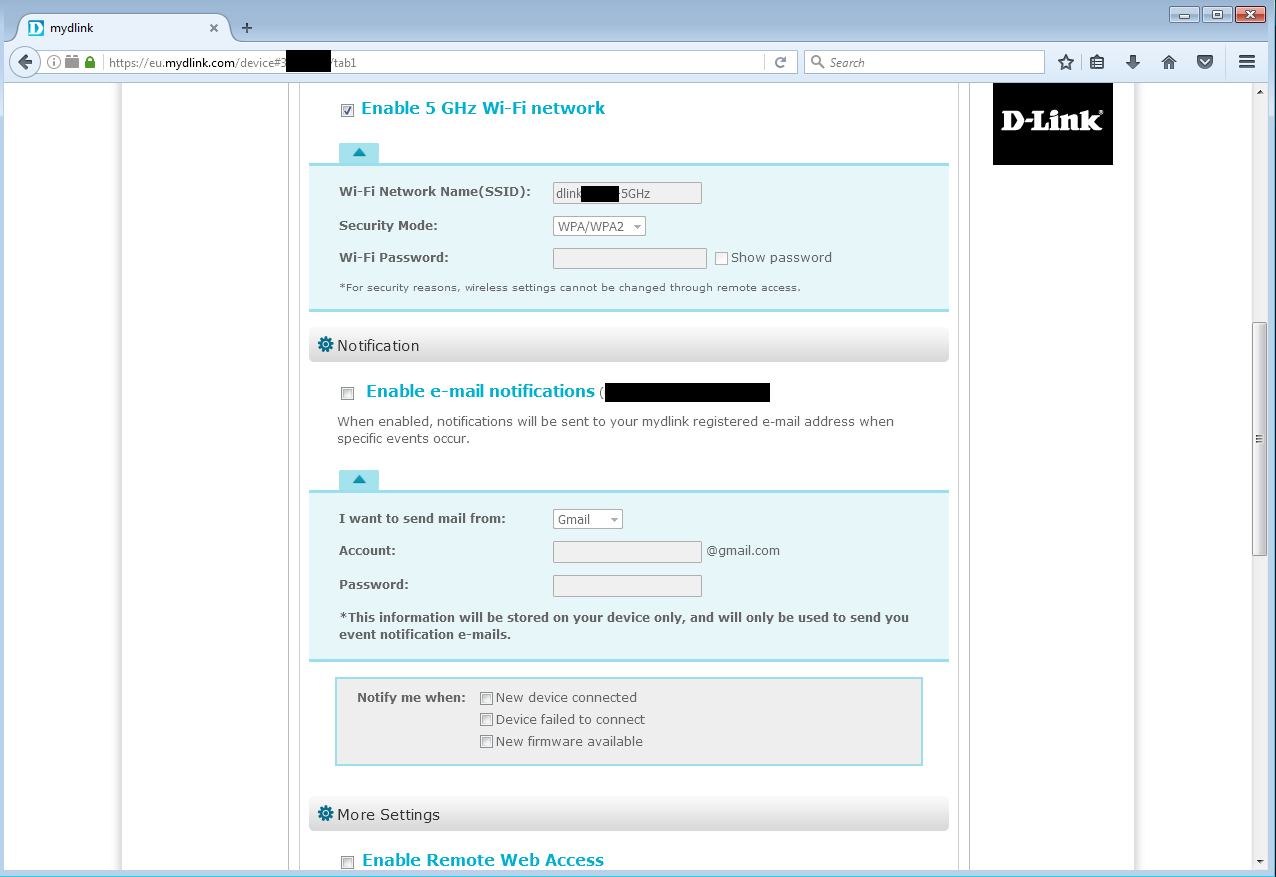 mydlink
https://eu.mydlink.com/device#3 /tab1
Search
Enable 5 GHz Wi-Fi network
D-Link®
Wi-Fi Network Name(SSID): dlink -5GHz
Security Mode: WPA/WPA2
Wi-Fi Password: Show password
*For security reasons, wireless settings cannot be changed through remote access.
Notification
Enable e-mail notifications (
When enabled, notifications will be sent to your mydlink registered e-mail address when
specific events occur.
I want to send mail from: Gmail
Account: @gmail.com
Password:
*This information will be stored on your device only, and will only be used to send you
event notification e-mails.
Notify me when: New device connected
Device failed to connect
New firmware available
More Settings
Enable Remote Web Access